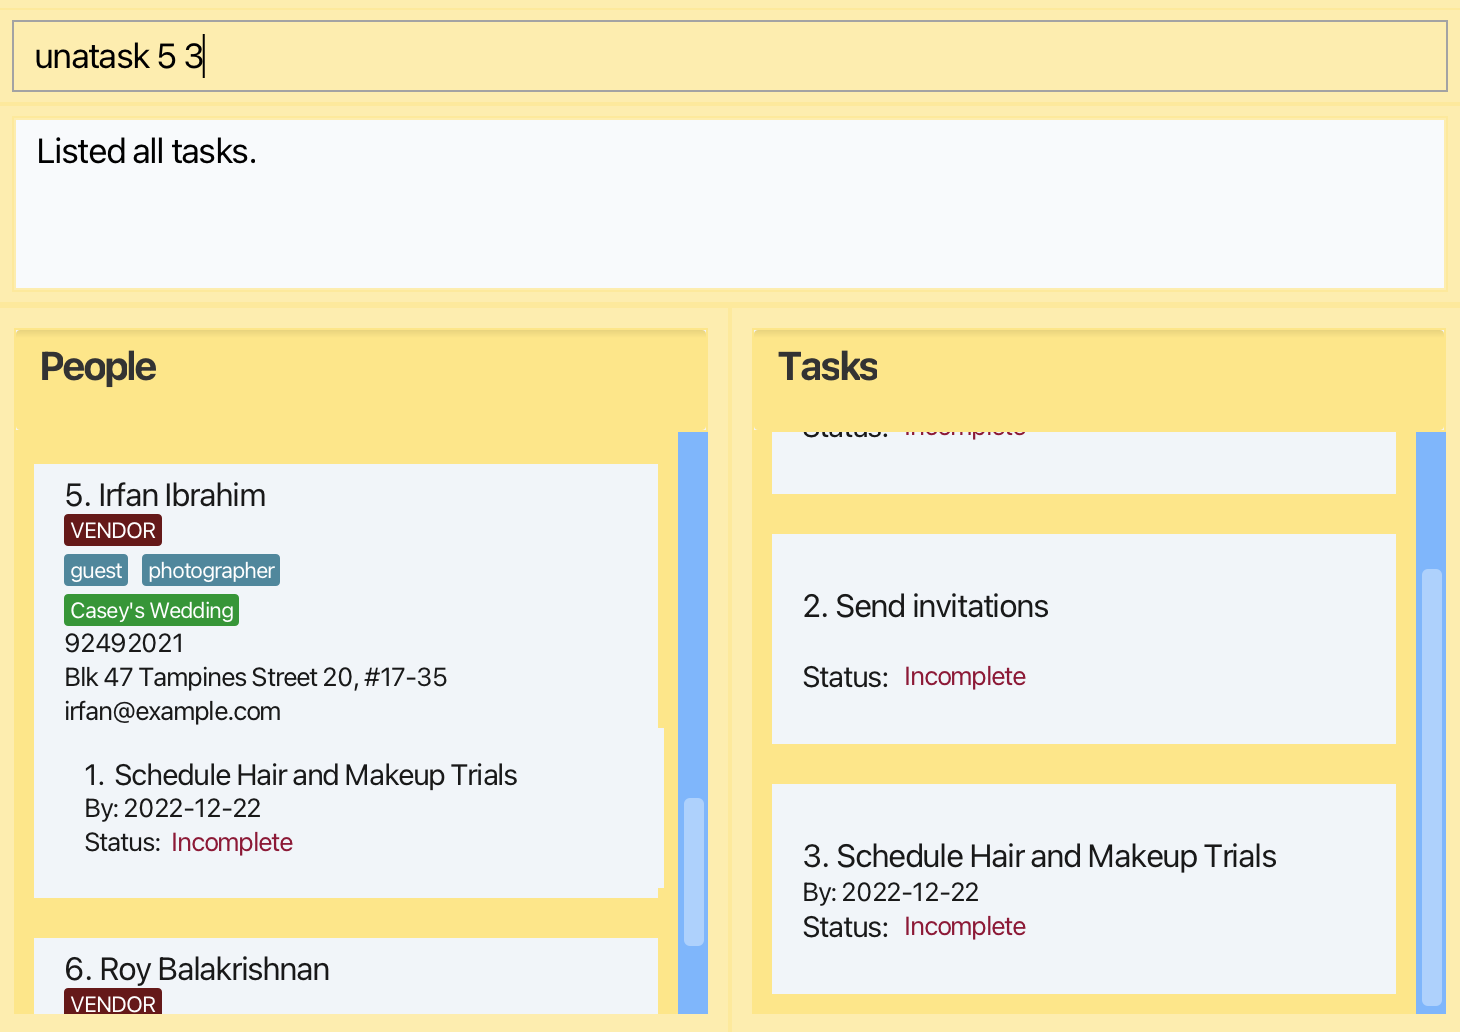 unatask 5 3
Listed all tasks.
People
5. Irfan Ibrahim
VENDOR
guest photographer
Casey's Wedding
92492021
Blk 47 Tampines Street 20, #17-35
irfan@example.com
1. Schedule Hair and Makeup Trials
By: 2022-12-22
Status: Incomplete
6. Roy Balakrishnan
VENDOR
Tasks
Status: Incomplete
2. Send invitations
Status: Incomplete
3. Schedule Hair and Makeup Trials
By: 2022-12-22
Status: Incomplete